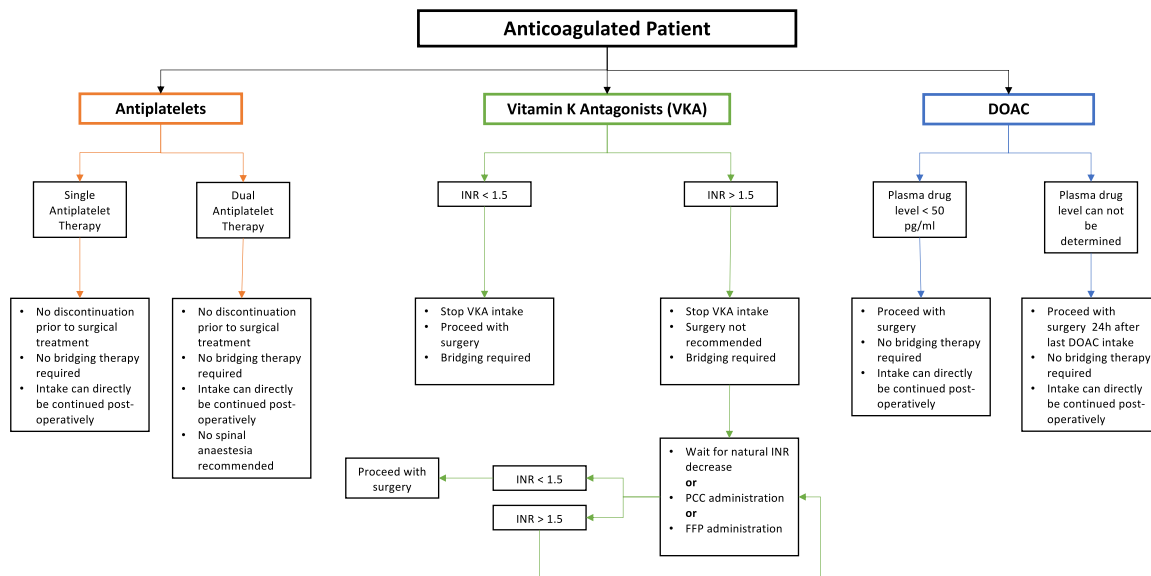 Anticoagulated Patient
Antiplatelets
Vitamin K Antagonists (VKA)
DOAC
Single
Antiplatelet
Therapy
Dual
Antiplatelet
Therapy
INR < 1.5
INR > 1.5
Plasma drug
level < 50
pg/ml
Plasma drug
level can not
be
determined
• No discontinuation
prior to surgical
treatment
• No bridging therapy
required
• Intake can directly
be continued post-
operatively
• No discontinuation
prior to surgical
treatment
• No bridging therapy
required
• Intake can directly
be continued post-
operatively
• No spinal
anaestesia
recommended
• Stop VKA intake
• Proceed with
surgery
• Bridging required
• Stop VKA intake
• Surgery not
recommended
• Bridging required
• Proceed with
surgery
• No bridging therapy
required
• Intake can directly
be continued post-
operatively
• Proceed with
surgery 24h after
last DOAC intake
• No bridging therapy
required
• Intake can directly
be continued post-
operatively
• Wait for natural INR
decrease
or
• PCC administration
or
• FFP administration
Proceed with
surgery
INR < 1.5
INR > 1.5